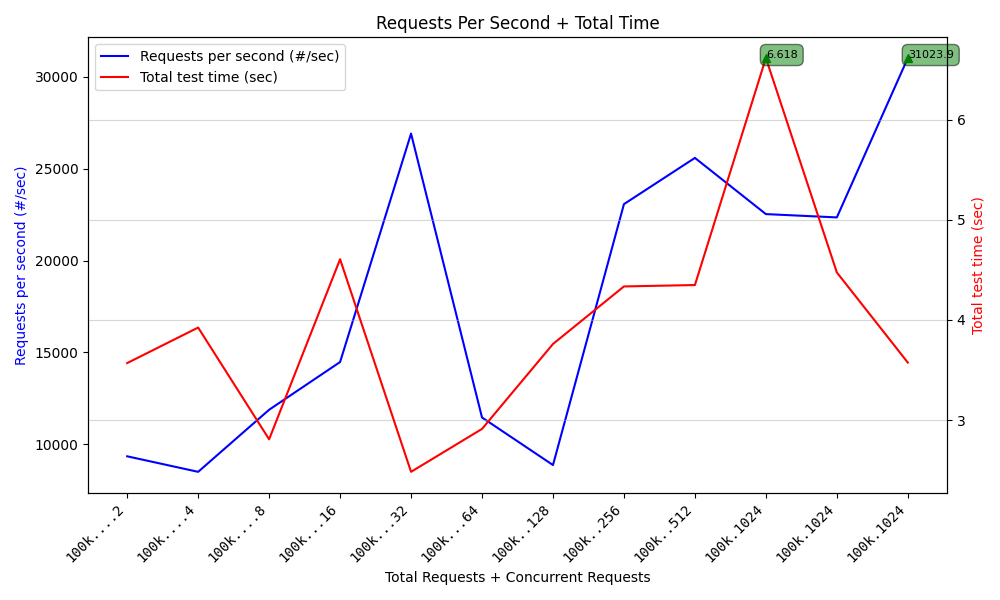 Requests Per Second + Total Time
Requests per second (#/sec)
Total test time (sec)
6.618
31023.9
Requests per second (#/sec)
30000
25000
20000
15000
10000
6
5
4
3
Total test time (sec)
100k....2
100k....4
100k....8
100k...16
100k...32
100k...64
100k..128
100k..256
100k..512
100k.1024
100k.1024
100k.1024
Total Requests + Concurrent Requests